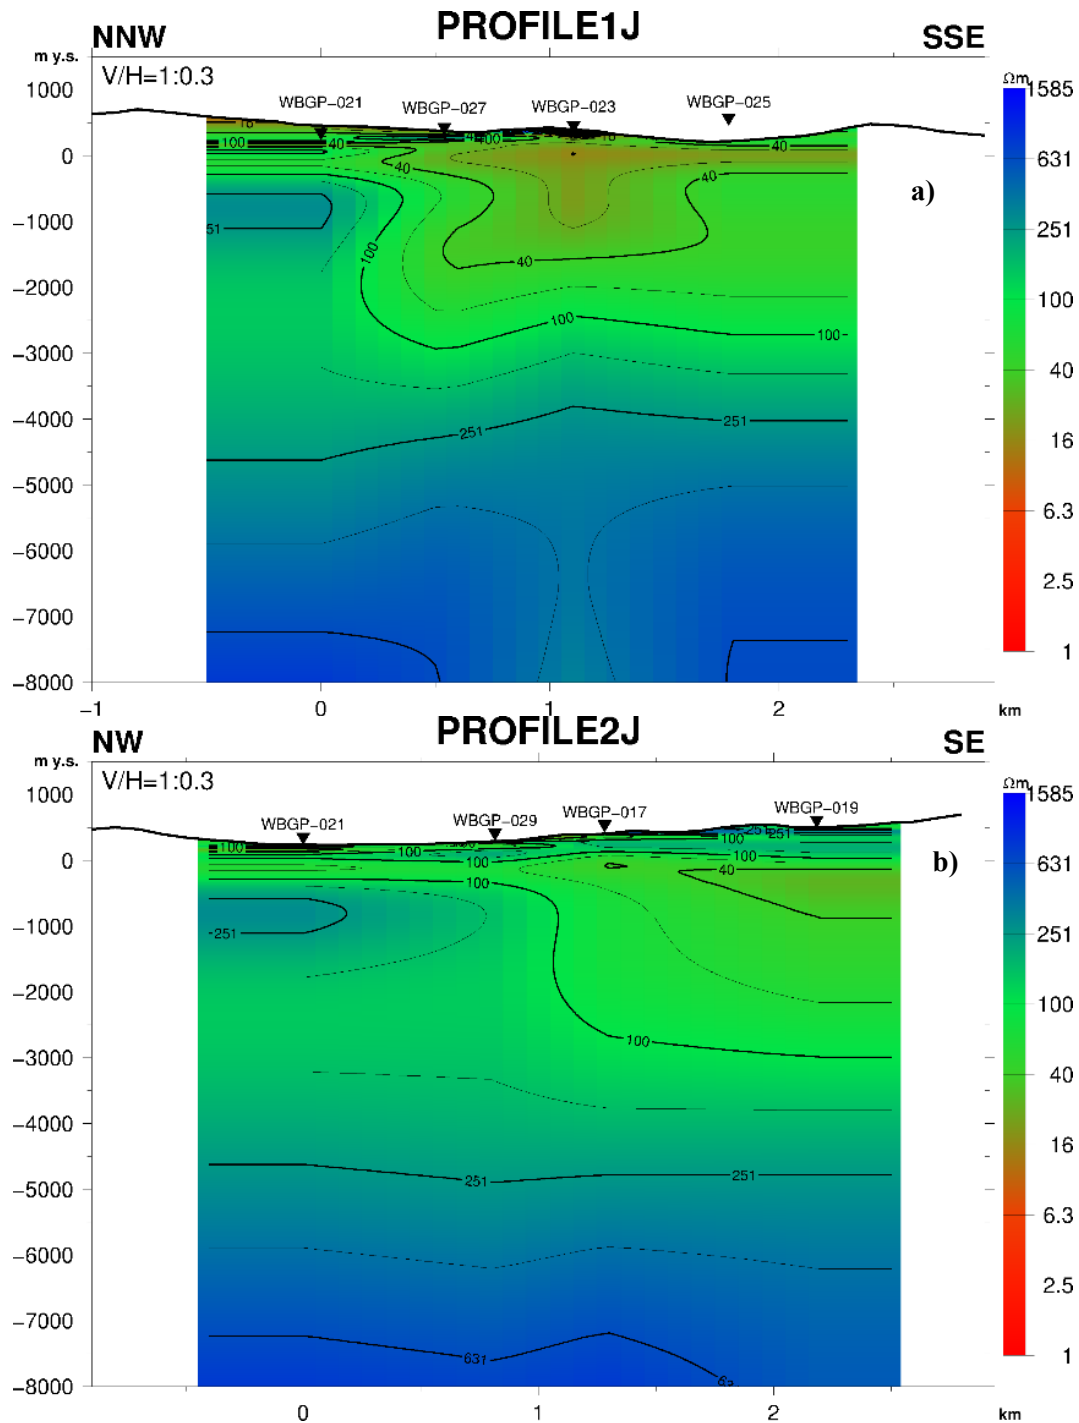 PROFILE1J
NNW SSE
m y.s.
V/H=1:0.3
WBGP-021 WBGP-027 WBGP-023 WBGP-025
1000
0
-1000
-2000
-3000
-4000
-5000
-6000
-7000
-8000
-1 0 1 2 km
16 100 40 40 100 16 40
40 40
51 100 40
100 100
251 251
a)
Ωm
1585
631
251
100
40
16
6.3
2.5
1
PROFILE2J
NW SE
m y.s.
V/H=1:0.3
WBGP-021 WBGP-029 WBGP-017 WBGP-019
1000
0
-1000
-2000
-3000
-4000
-5000
-6000
-7000
-8000
0 1 2 km
100 100 100 251 251
100 100 100 40
251
100
251 251
631
b)
Ωm
1585
631
251
100
40
16
6.3
2.5
1